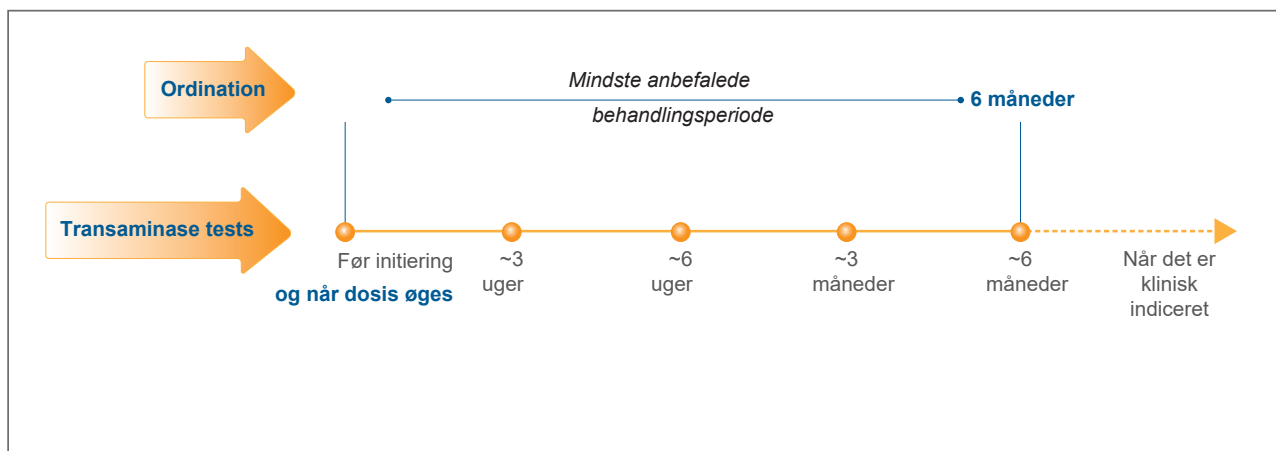 Ordination
Mindste anbefalede
behandlingsperiode
6 måneder
Transaminase tests
Før initiering
og når dosis øges
~3
uger
~6
uger
~3
måneder
~6
måneder
Når det er
klinisk
indiceret